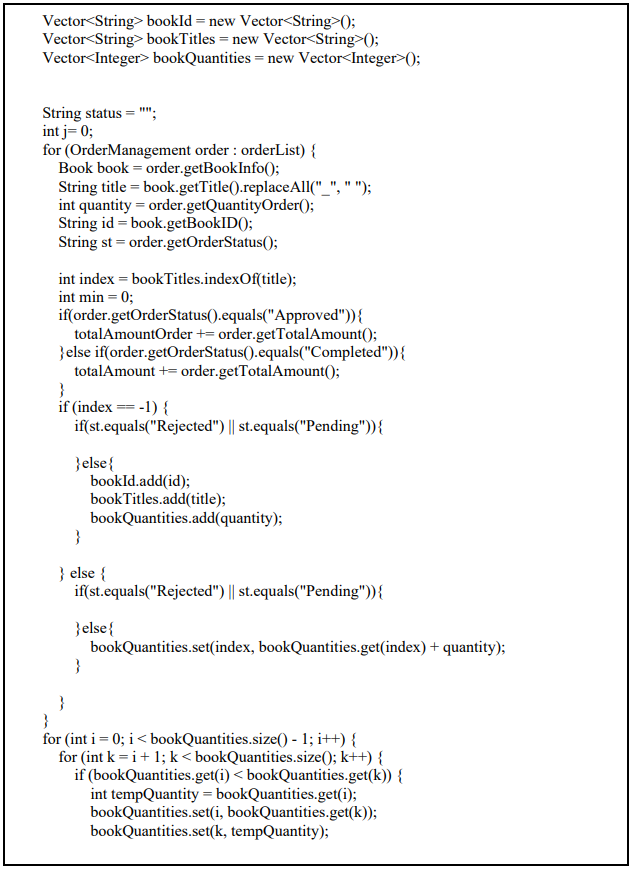 Vector<String> bookId = new Vector<String>();
Vector<String> bookTitles = new Vector<String>();
Vector<Integer> bookQuantities = new Vector<Integer>();
String status = "";
int j= 0;
for (OrderManagement order : orderList) {
Book book = order.getBookInfo();
String title = book.getTitle().replaceAll("_", " ");
int quantity = order.getQuantityOrder();
String id = book.getBookID();
String st = order.getOrderStatus();
int index = bookTitles.indexOf(title);
int min = 0;
if(order.getOrderStatus().equals("Approved")){
totalAmountOrder += order.getTotalAmount();
}else if(order.getOrderStatus().equals("Completed")){
totalAmount += order.getTotalAmount();
}
if (index == -1) {
if(st.equals("Rejected") || st.equals("Pending")){
}else{
bookId.add(id);
bookTitles.add(title);
bookQuantities.add(quantity);
}
} else {
if(st.equals("Rejected") || st.equals("Pending")){
}else{
bookQuantities.set(index, bookQuantities.get(index) + quantity);
}
}
}
for (int i = 0; i < bookQuantities.size() - 1; i++) {
for (int k = i + 1; k < bookQuantities.size(); k++) {
if (bookQuantities.get(i) < bookQuantities.get(k)) {
int tempQuantity = bookQuantities.get(i);
bookQuantities.set(i, bookQuantities.get(k));
bookQuantities.set(k, tempQuantity);